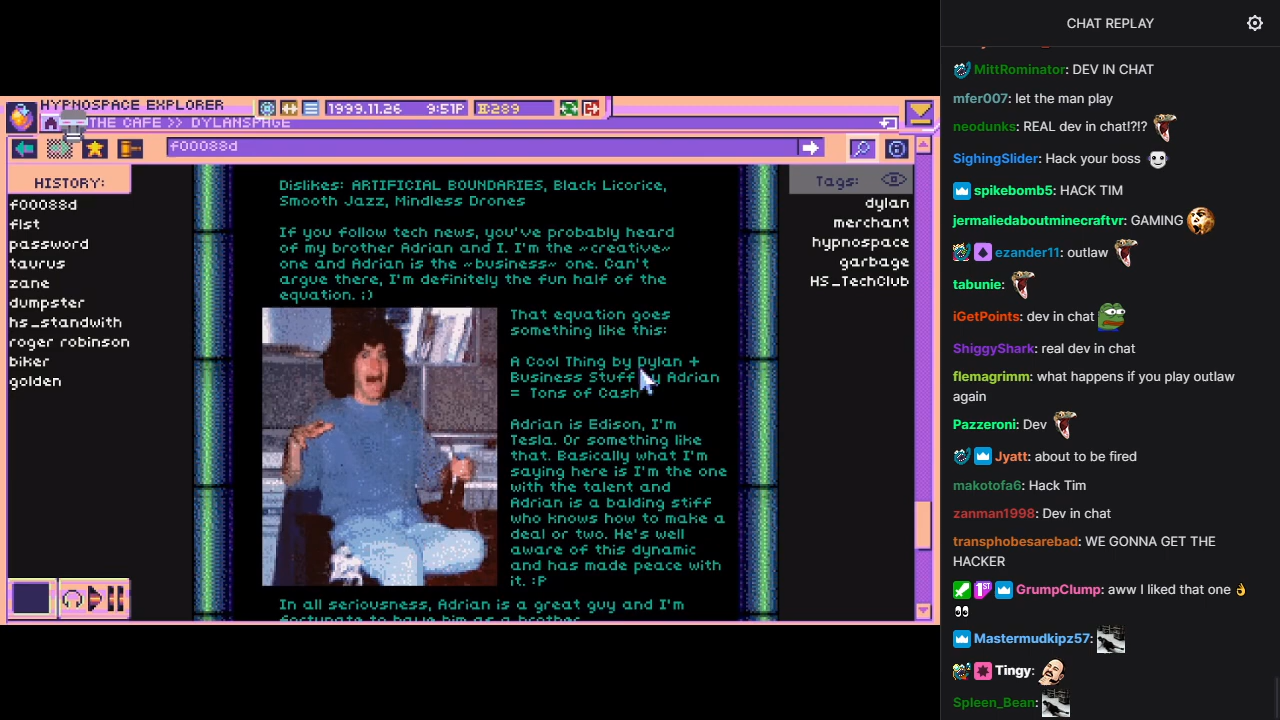 HYPNOSPACE EXPLORER
1999.11.26 9:51P
289
THE CAFE >> DYLANSPAGE
f00088d
HISTORY:
f00088d
fist
password
taurus
zane
dumpster
hs_standwith
roger robinson
biker
golden
Dislikes: ARTIFICIAL BOUNDARIES, Black Licorice,
Smooth Jazz, Mindless Drones
If you follow tech news, you've probably heard
of my brother Adrian and I. I'm the ~creative~
one and Adrian is the ~business~ one. Can't
argue there, I'm definitely the fun half of the
equation. ;)
That equation goes
something like this:
A Cool Thing by Dylan +
Business Stuff by Adrian
= Tons of Cash
Adrian is Edison, I'm
Tesla. Or something like
that. Basically what I'm
saying here is I'm the one
with the talent and
Adrian is a balding stiff
who knows how to make a
deal or two. He's well
aware of this dynamic
and has made peace with
it. :P
In all seriousness, Adrian is a great guy and I'm
fortunate to have him as a brother
Tags:
dylan
merchant
hypnospace
garbage
HS_TechClub
CHAT REPLAY
MittRominator: DEV IN CHAT
mfer007: let the man play
neodunks: REAL dev in chat!?!?
SighingSlider: Hack your boss
spikebomb5: HACK TIM
jermaliedaboutminecraftvr: GAMING
ezander11: outlaw
tabunie:
iGetPoints: dev in chat
ShiggyShark: real dev in chat
flemagrimm: what happens if you play outlaw
again
Pazzeroni: Dev
Jyatt: about to be fired
makotofa6: Hack Tim
zanman1998: Dev in chat
transphobesarebad: WE GONNA GET THE
HACKER
1ST GrumpClump: aww I liked that one
Mastermudkipz57:
Tingy:
Spleen_Bean: